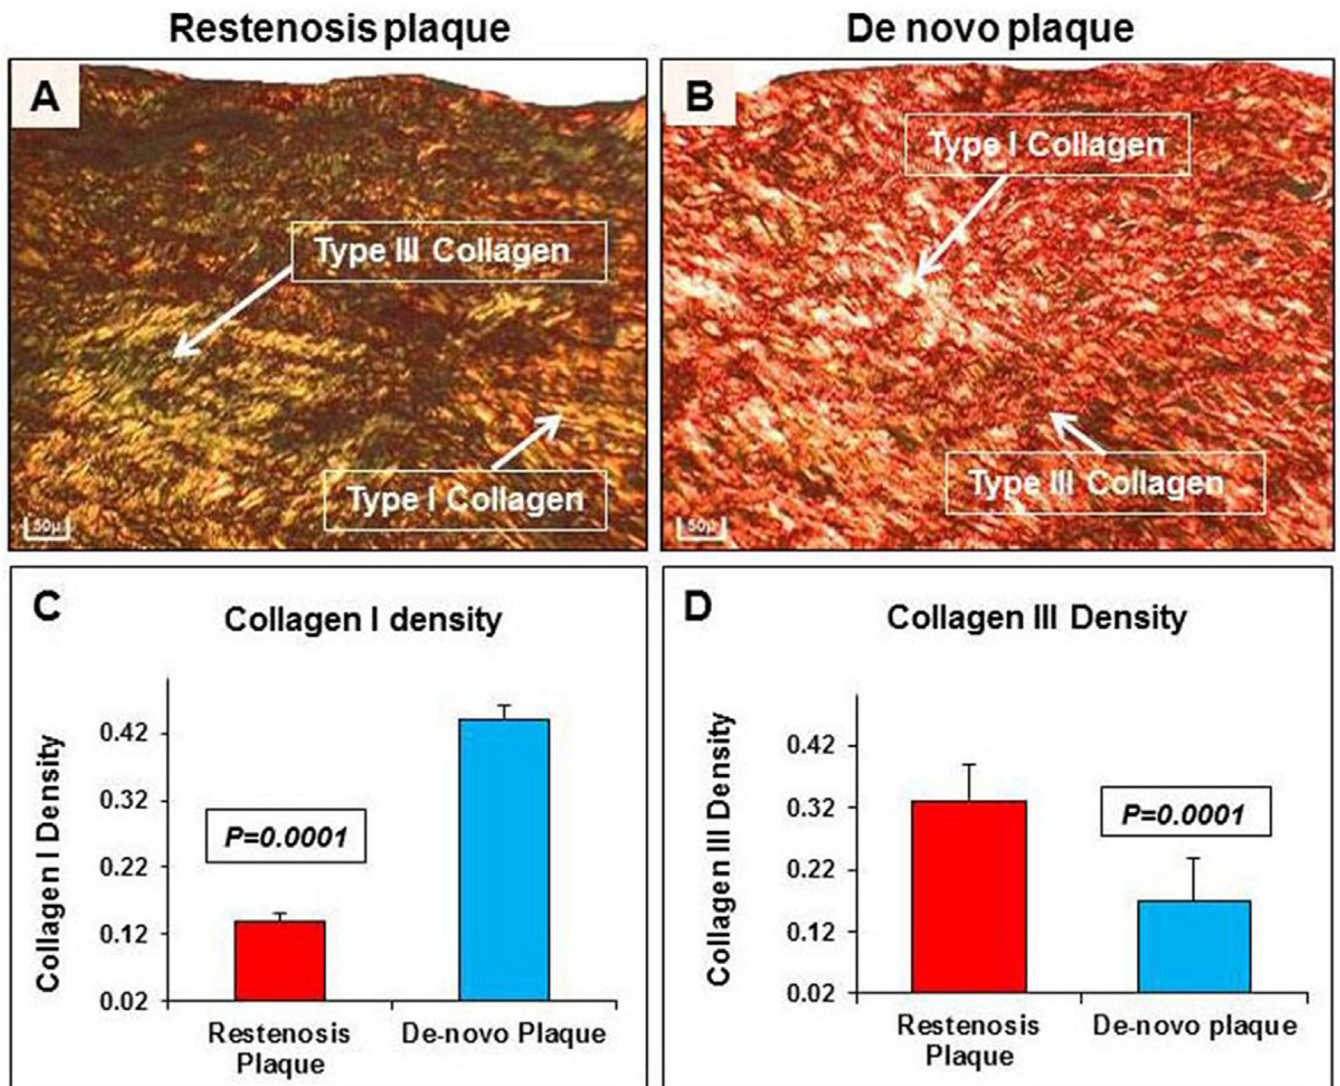 Restenosis plaque
De novo plaque
A
Type III Collagen
Type I Collagen
50µ
B
Type I Collagen
Type III Collagen
50µ
C
Collagen I density
Collagen I Density
0.42
0.32
0.22
0.12
0.02
P=0.0001
Restenosis
Plaque
De-novo Plaque
D
Collagen III Density
Collagen III Density
0.42
0.32
0.22
0.12
0.02
P=0.0001
Restenosis
Plaque
De-novo plaque